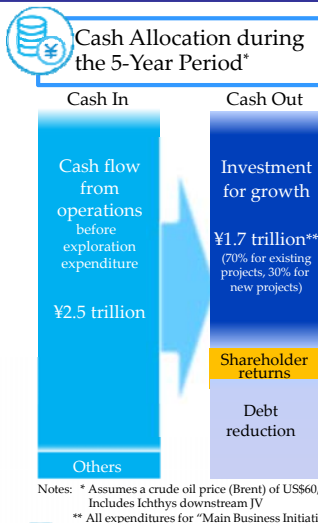 Cash Allocation during
the 5-Year Period*
Cash In
Cash Out
Cash flow
from
operations
before
exploration
expenditure
¥2.5 trillion
Others
Investment
for growth
¥1.7 trillion**
(70% for existing
projects, 30% for
new projects)
Shareholder
returns
Debt
reduction
Notes: * Assumes a crude oil price (Brent) of US$60,
Includes Ichthys downstream JV
** All expenditures for "Main Business Initiati